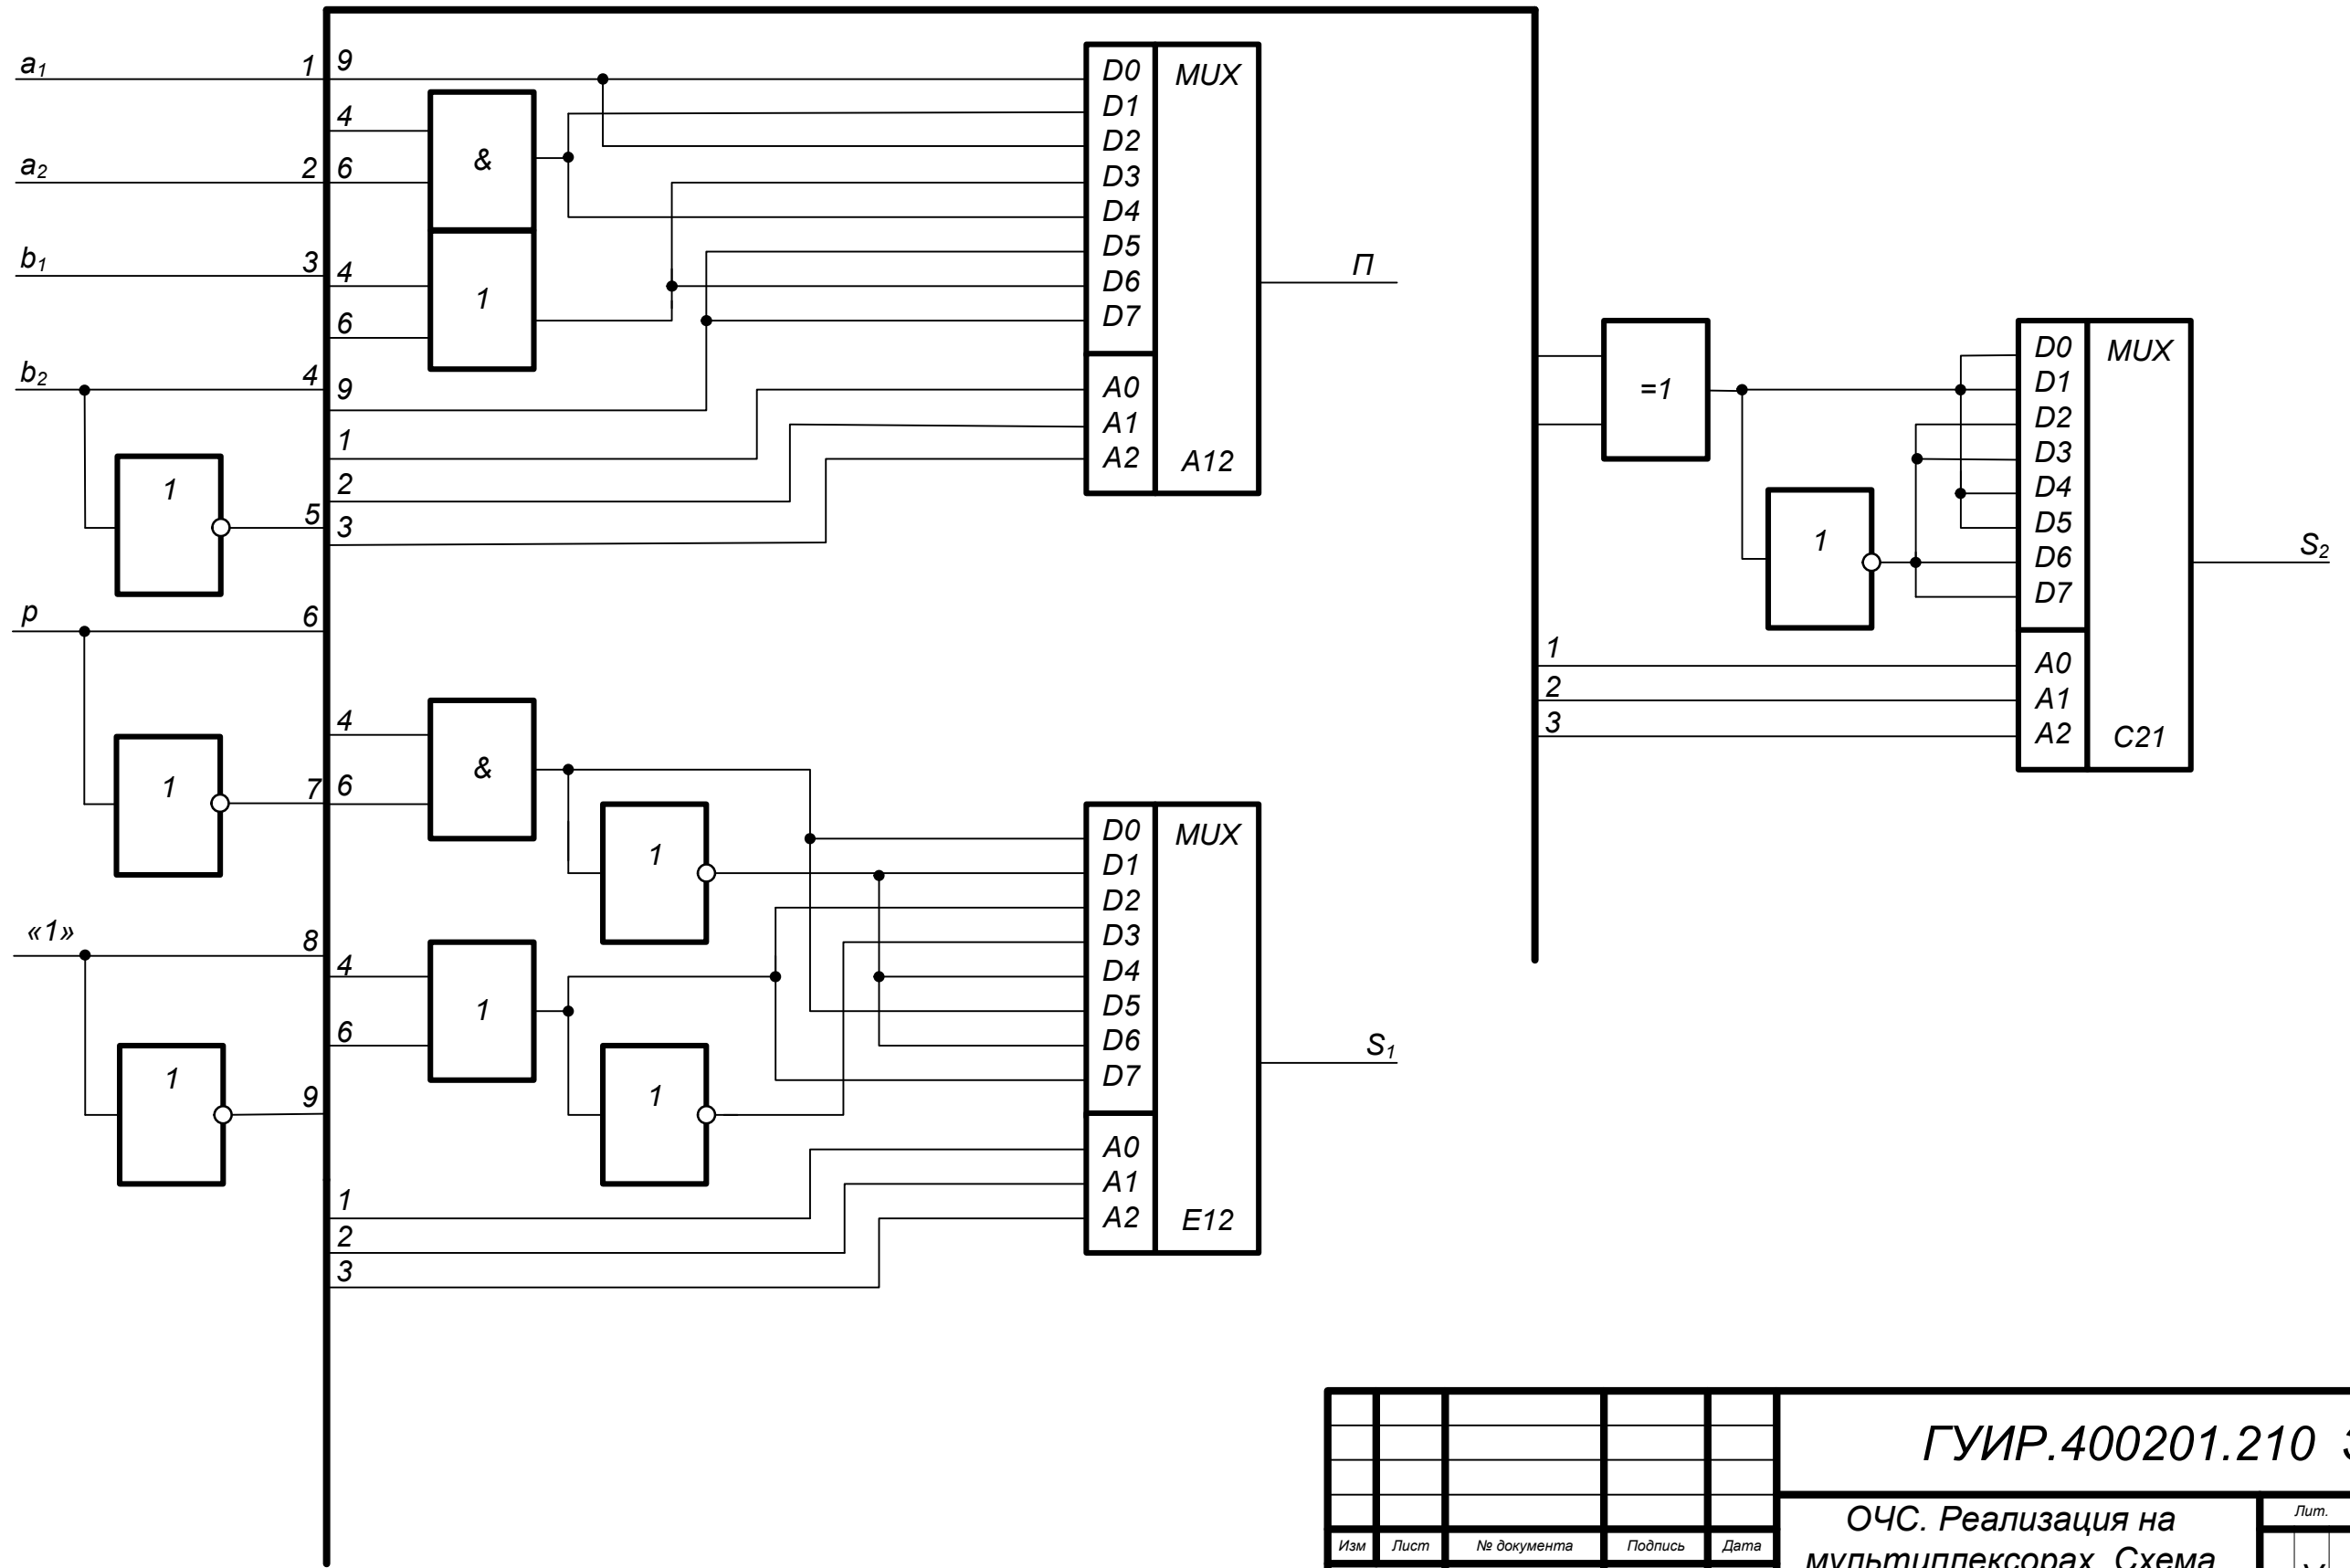 a₁ 1 9
4
a₂ 2 6
&
b₁ 3 4
1
6
b₂ 4 9
1
2
1
5 3
p 6
4
&
1
7 6
«1» 8
4
1
6
1
9
1
2
3
1
1
D0 MUX
D1
D2
D3
D4
D5
D6
D7
A0
A1
A2 A12
П
D0 MUX
D1
D2
D3
D4
D5
D6
D7
A0
A1
A2 E12
S₁
=1
1
1
2
3
D0 MUX
D1
D2
D3
D4
D5
D6
D7
A0
A1
A2 C21
S₂
ГУИР.400201.210
ОЧС. Реализация на Лит.
Изм Лист № документа Подпись Дата
мультиплексорах. Схема